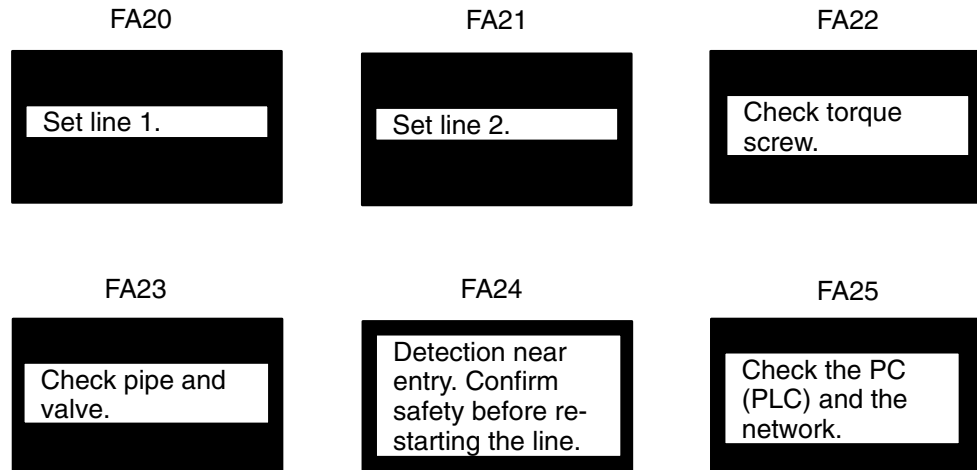 FA20
FA21
FA22
Set line 1.
Set line 2.
Check torque
screw.
FA23
FA24
FA25
Check pipe and
valve.
Detection near
entry. Confirm
safety before re-
starting the line.
Check the PC
(PLC) and the
network.